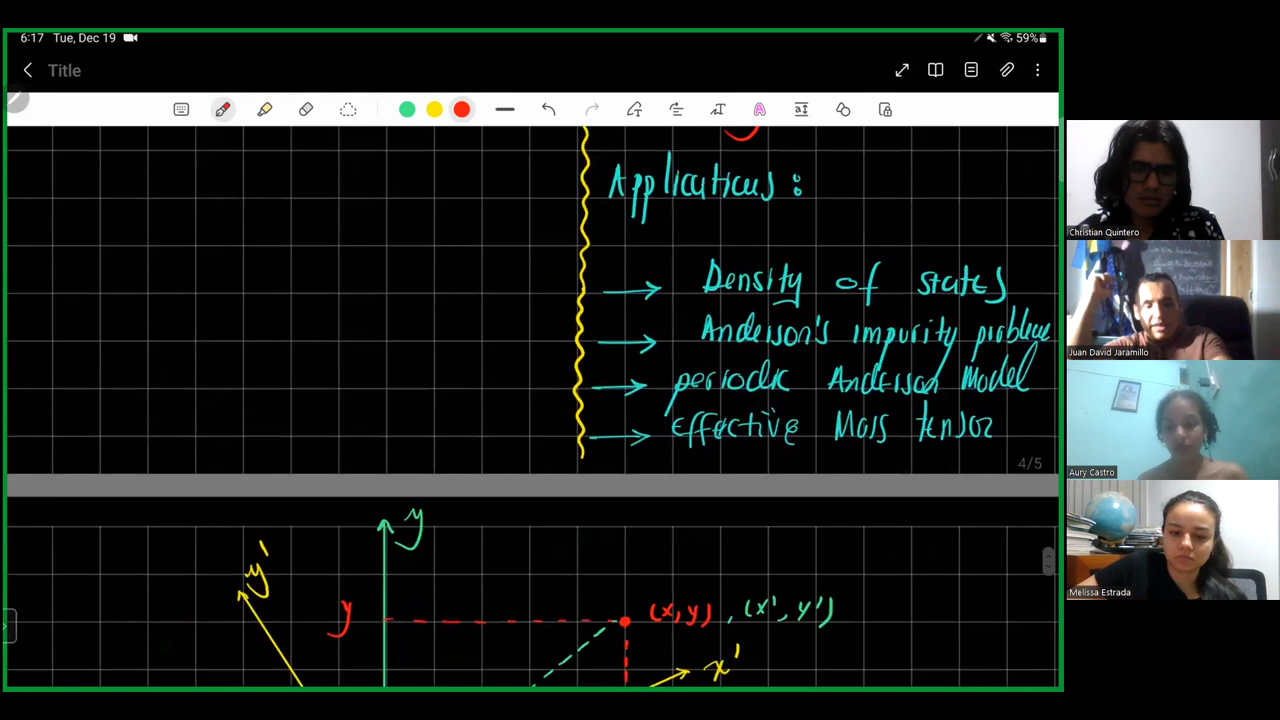 6:17 Tue, Dec 19
59%
Title
Applications:
Density of states
Anderson's impurity problem
periodic Anderson Model
effective Mass tensor
4/5
y
y'
y
(x,y) , (x', y')
x'
Christian Quintero
Juan David Jaramillo
Aury Castro
Melissa Estrada